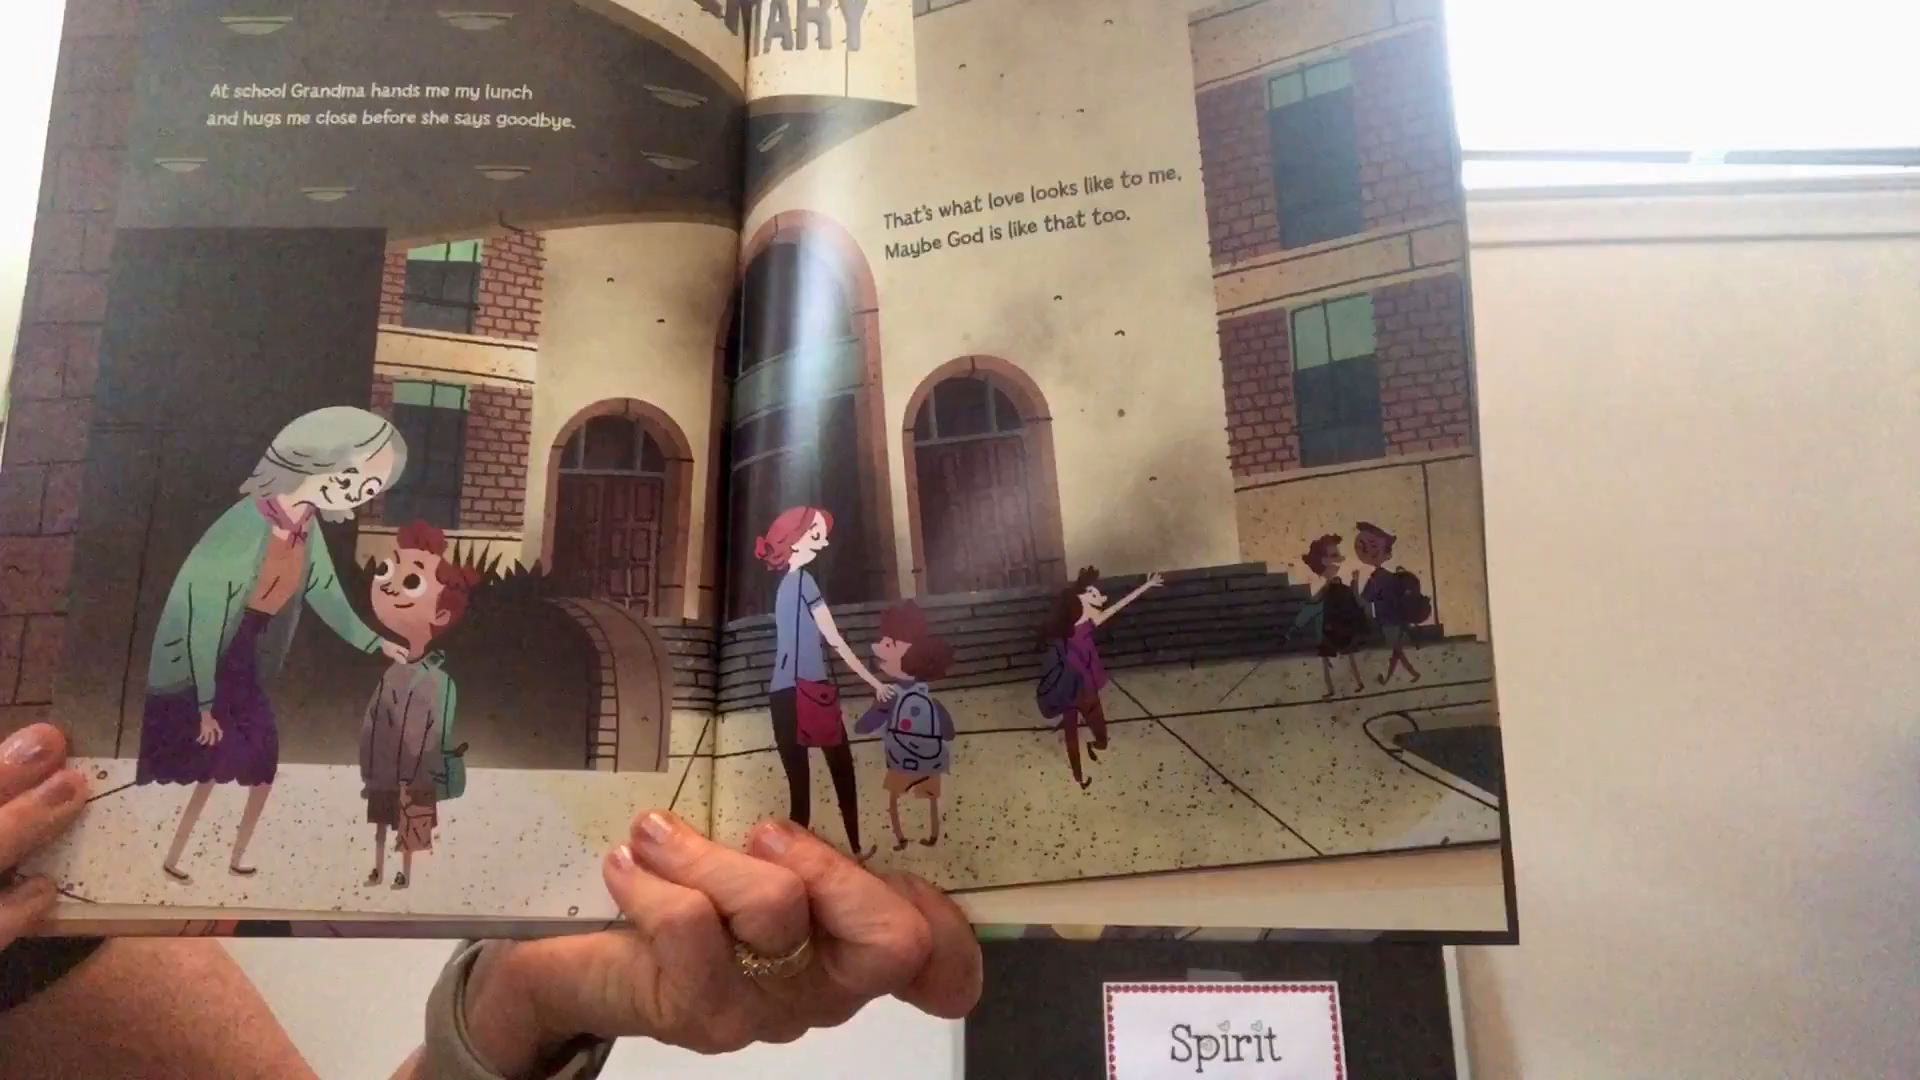 MARY
At school Grandma hands me my lunch
and hugs me close before she says goodbye.
That's what love looks like to me.
Maybe God is like that too.
Spirit